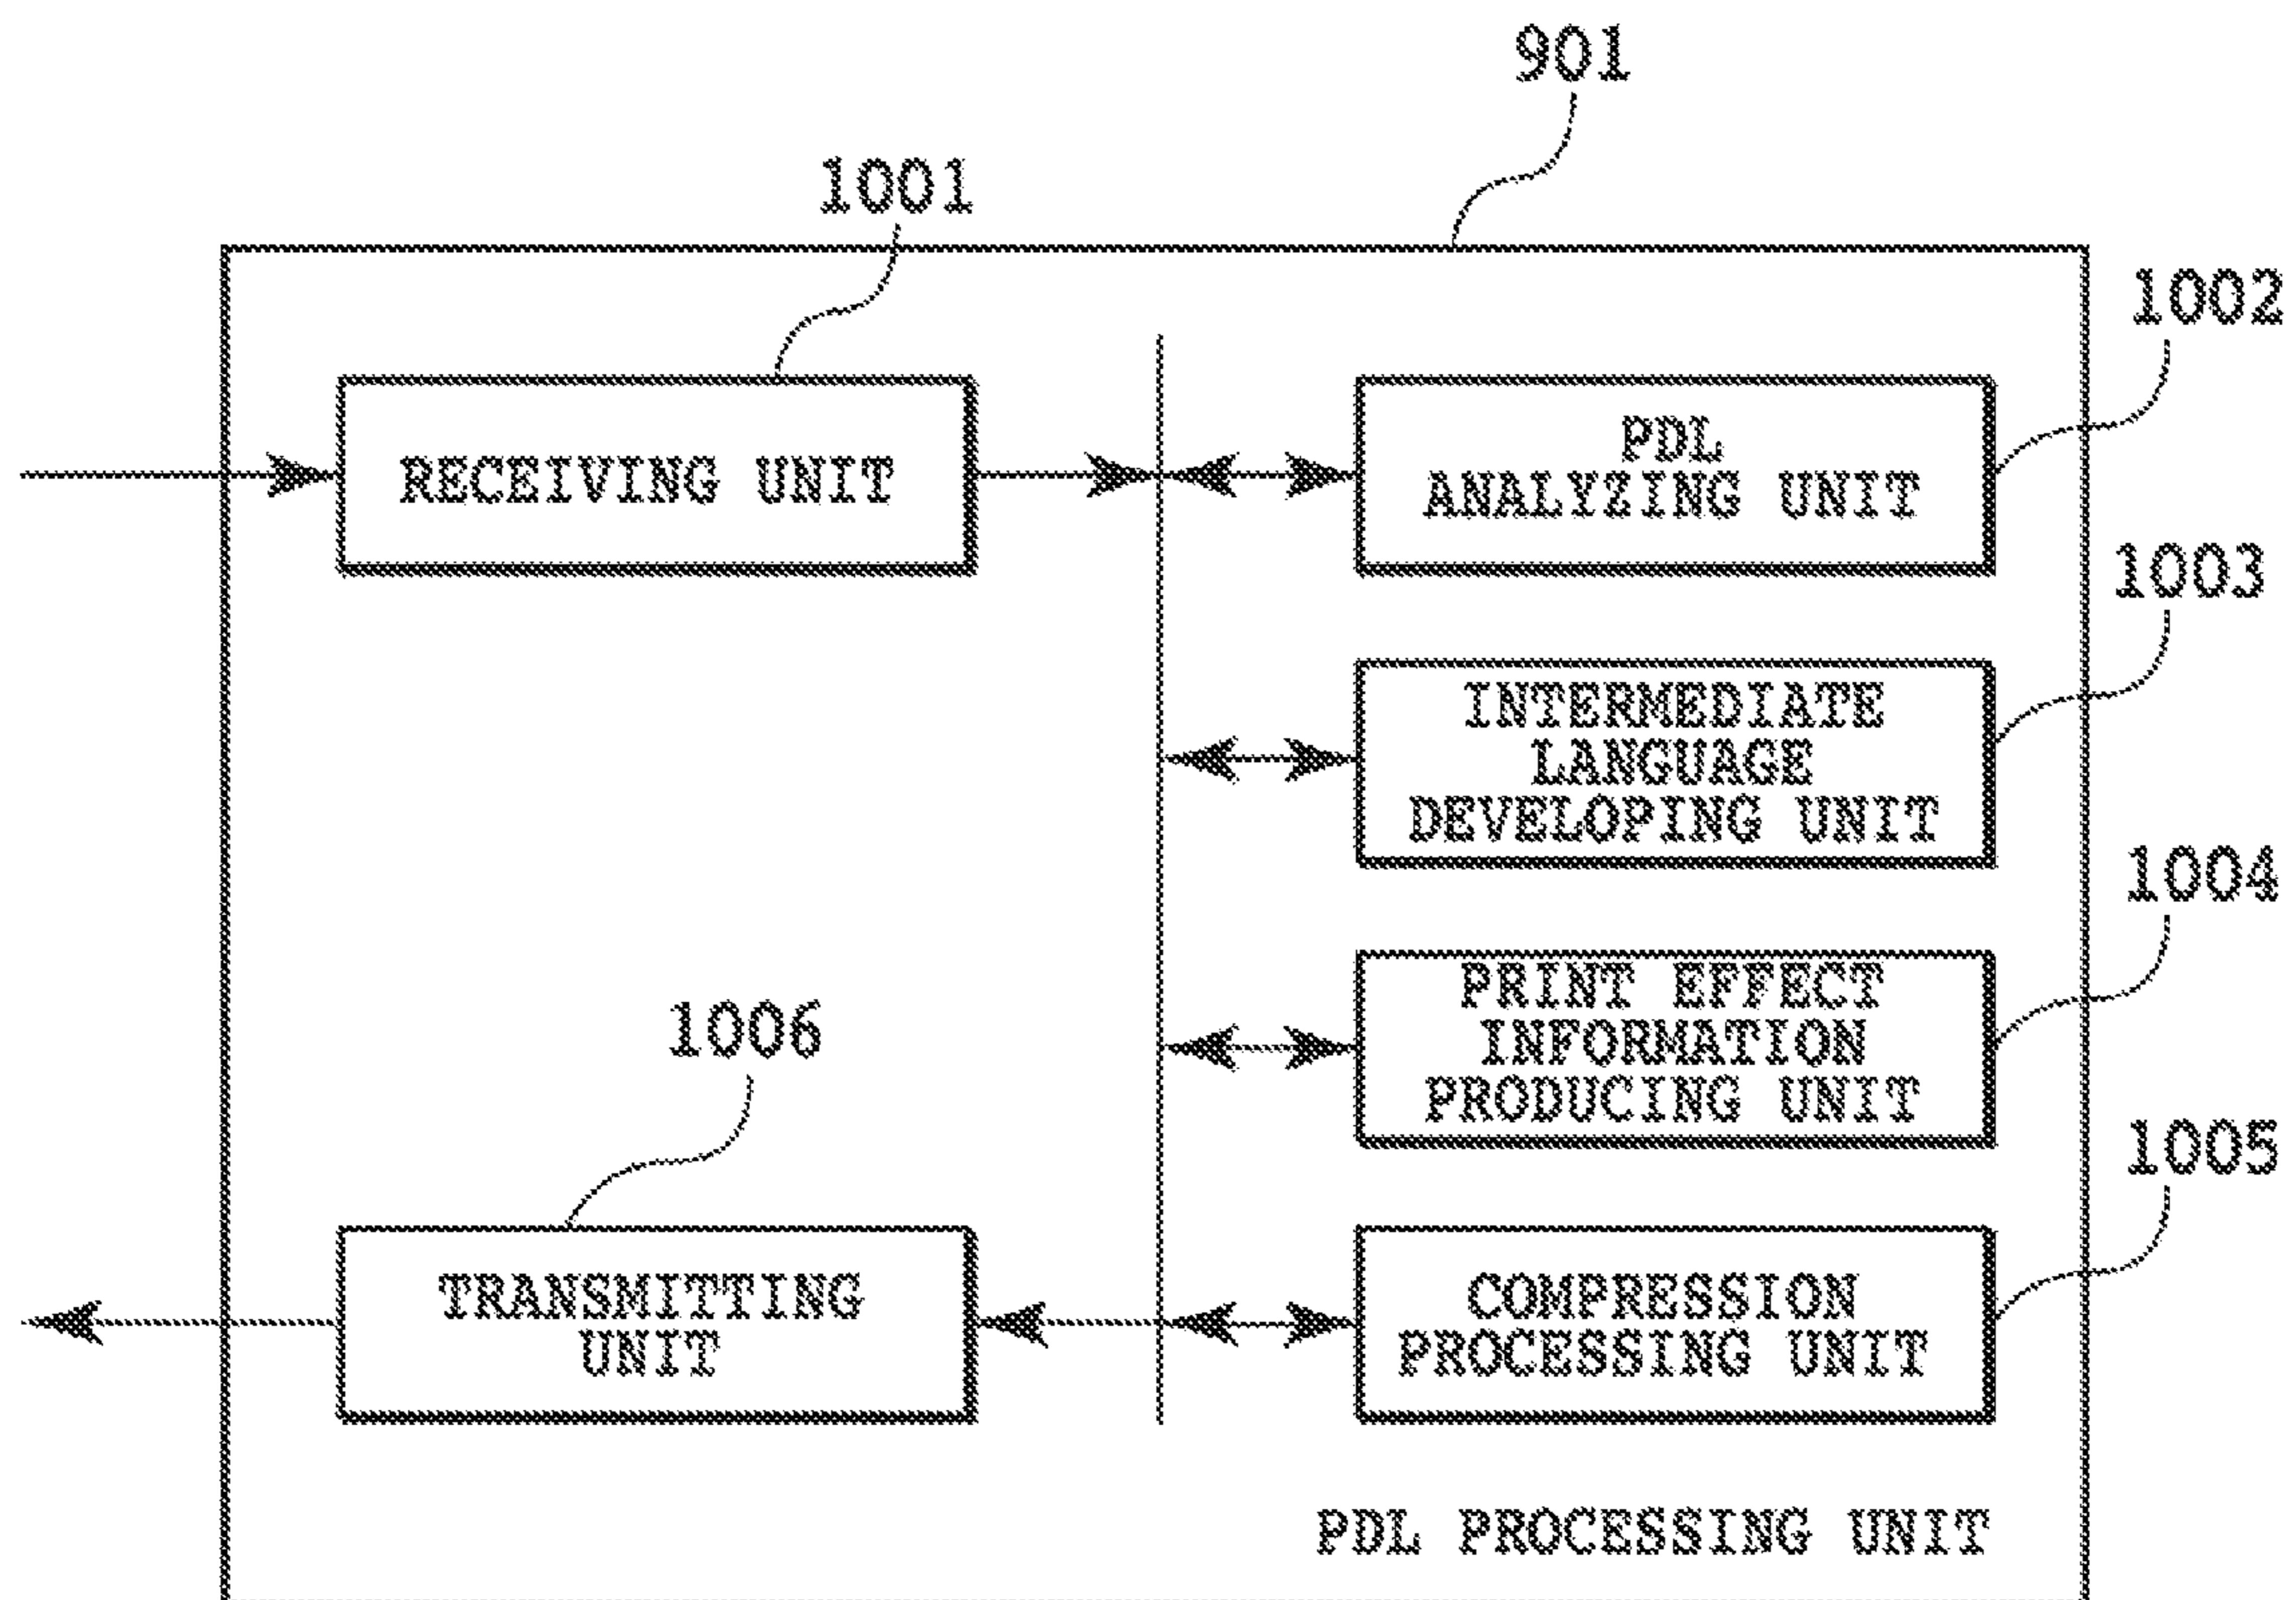 901
1001
1002
RECEIVING UNIT
PDL
ANALYZING UNIT
1003
INTERMEDIATE
LANGUAGE
DEVELOPING UNIT
1004
PRINT EFFECT
INFORMATION
PRODUCING UNIT
1006
1005
TRANSMITTING
UNIT
COMPRESSION
PROCESSING UNIT
PDL PROCESSING UNIT